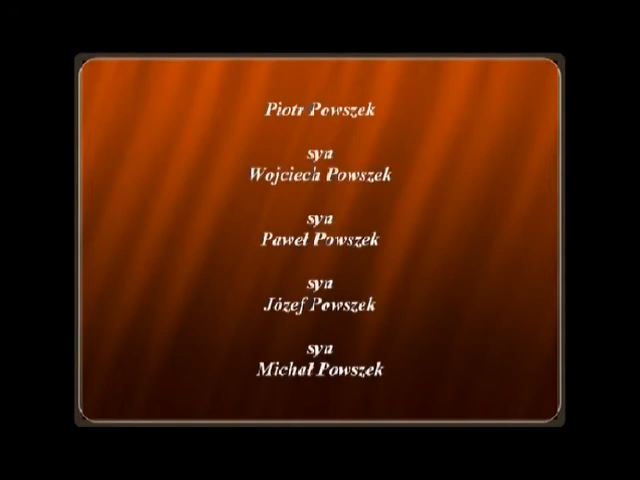 Piotr Powszek
syn
Wojciech Powszek
syn
Paweł Powszek
syn
Józef Powszek
syn
Michał Powszek